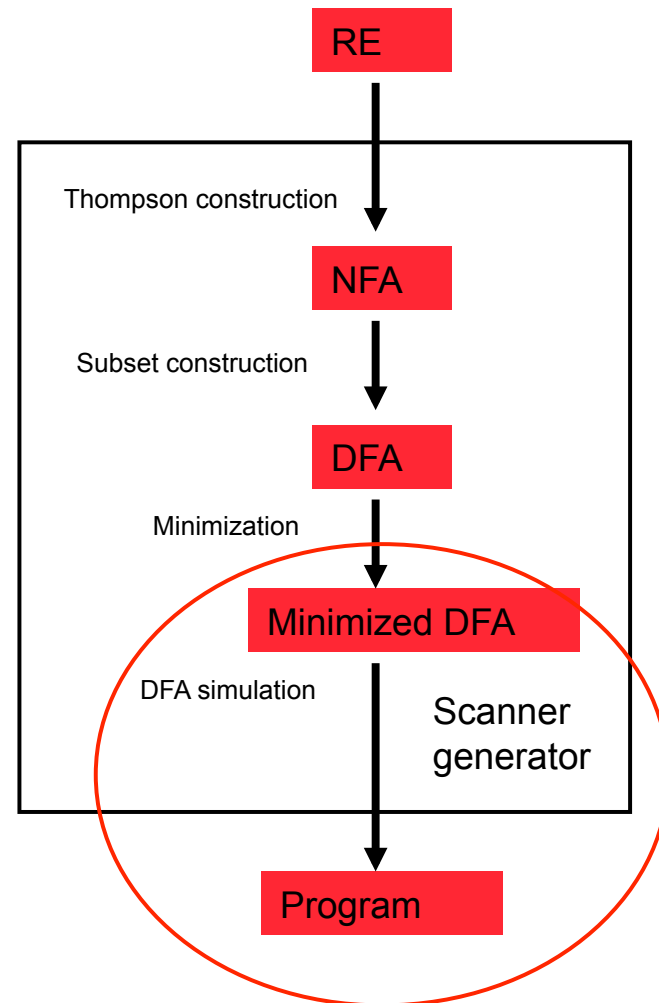 RE
Thompson construction
NFA
Subset construction
DFA
Minimization
Minimized DFA
DFA simulation
Scanner
generator
Program